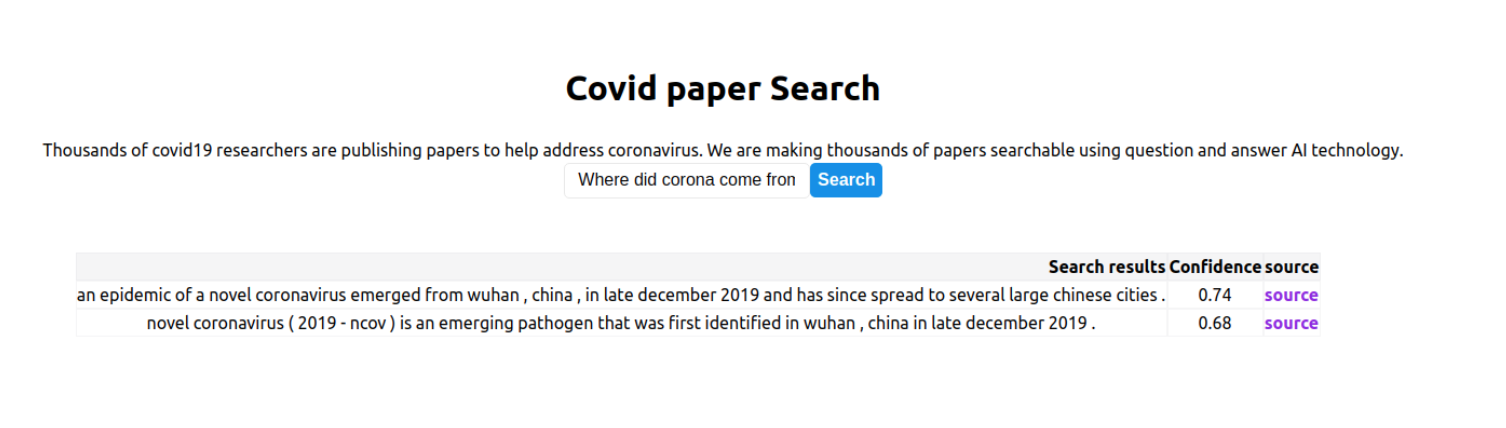 Covid paper Search
Thousands of covid19 researchers are publishing papers to help address coronavirus. We are making thousands of papers searchable using question and answer AI technology.
Where did corona come fron Search
Search results Confidence source
an epidemic of a novel coronavirus emerged from wuhan , china , in late december 2019 and has since spread to several large chinese cities . 0.74 source
novel coronavirus ( 2019 - ncov ) is an emerging pathogen that was first identified in wuhan , china in late december 2019 . 0.68 source